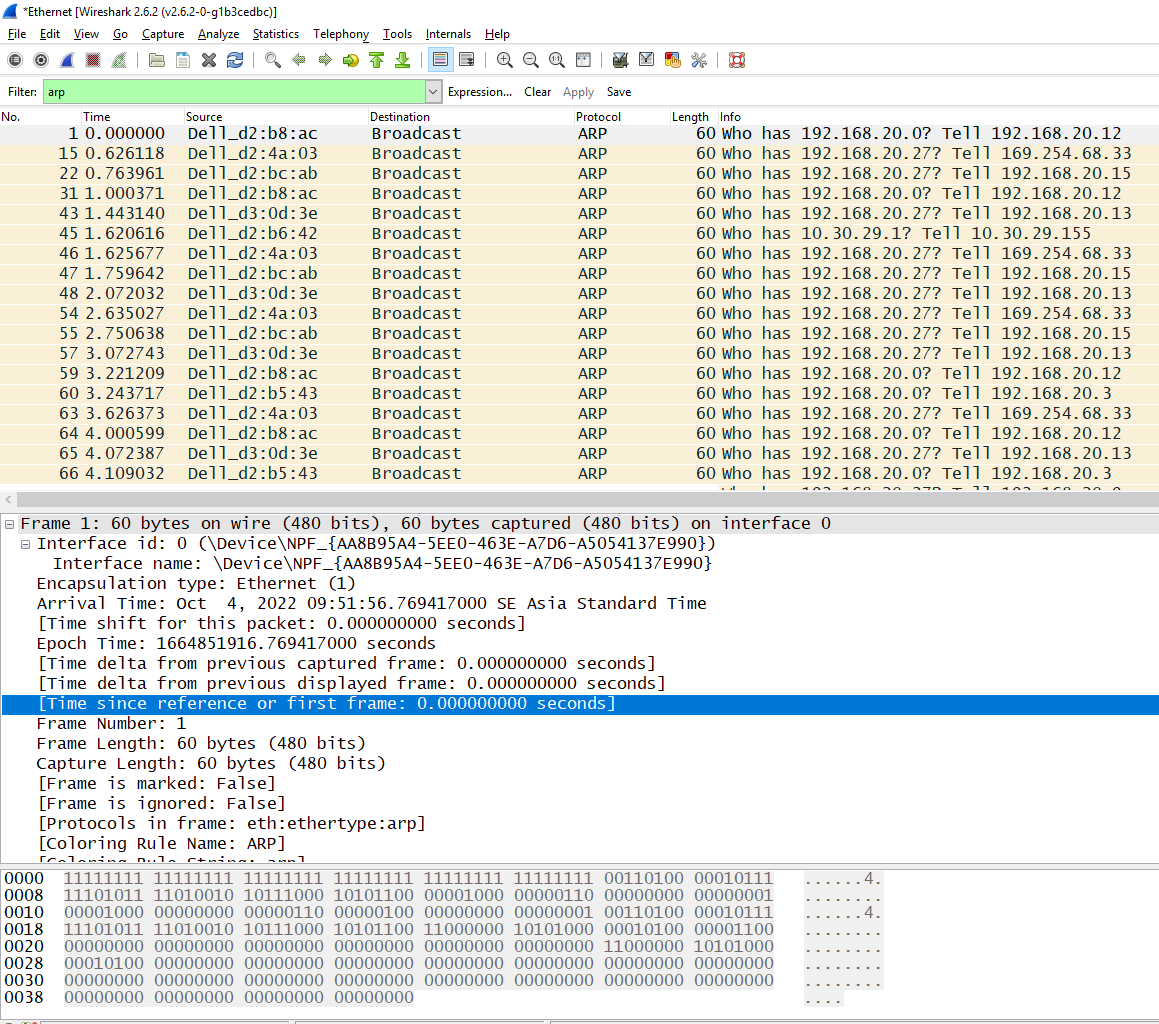 *Ethernet [Wireshark 2.6.2 (v2.6.2-0-g1b3cedbc)]
File Edit View Go Capture Analyze Statistics Telephony Tools Internals Help
Filter: arp Expression... Clear Apply Save
No. Time Source Destination Protocol Length Info
1 0.000000 Dell_d2:b8:ac Broadcast ARP 60 Who has 192.168.20.0? Tell 192.168.20.12
15 0.626118 Dell_d2:4a:03 Broadcast ARP 60 Who has 192.168.20.27? Tell 169.254.68.33
22 0.763961 Dell_d2:bc:ab Broadcast ARP 60 Who has 192.168.20.27? Tell 192.168.20.15
31 1.000371 Dell_d2:b8:ac Broadcast ARP 60 Who has 192.168.20.0? Tell 192.168.20.12
43 1.443140 Dell_d3:0d:3e Broadcast ARP 60 Who has 192.168.20.27? Tell 192.168.20.13
45 1.620616 Dell_d2:b6:42 Broadcast ARP 60 Who has 10.30.29.1? Tell 10.30.29.155
46 1.625677 Dell_d2:4a:03 Broadcast ARP 60 Who has 192.168.20.27? Tell 169.254.68.33
47 1.759642 Dell_d2:bc:ab Broadcast ARP 60 Who has 192.168.20.27? Tell 192.168.20.15
48 2.072032 Dell_d3:0d:3e Broadcast ARP 60 Who has 192.168.20.27? Tell 192.168.20.13
54 2.635027 Dell_d2:4a:03 Broadcast ARP 60 Who has 192.168.20.27? Tell 169.254.68.33
55 2.750638 Dell_d2:bc:ab Broadcast ARP 60 Who has 192.168.20.27? Tell 192.168.20.15
57 3.072743 Dell_d3:0d:3e Broadcast ARP 60 Who has 192.168.20.27? Tell 192.168.20.13
59 3.221209 Dell_d2:b8:ac Broadcast ARP 60 Who has 192.168.20.0? Tell 192.168.20.12
60 3.243717 Dell_d2:b5:43 Broadcast ARP 60 Who has 192.168.20.0? Tell 192.168.20.3
63 3.626373 Dell_d2:4a:03 Broadcast ARP 60 Who has 192.168.20.27? Tell 169.254.68.33
64 4.000599 Dell_d2:b8:ac Broadcast ARP 60 Who has 192.168.20.0? Tell 192.168.20.12
65 4.072387 Dell_d3:0d:3e Broadcast ARP 60 Who has 192.168.20.27? Tell 192.168.20.13
66 4.109032 Dell_d2:b5:43 Broadcast ARP 60 Who has 192.168.20.0? Tell 192.168.20.3
Frame 1: 60 bytes on wire (480 bits), 60 bytes captured (480 bits) on interface 0
Interface id: 0 (\Device\NPF_{AA8B95A4-5EE0-463E-A7D6-A5054137E990})
Interface name: \Device\NPF_{AA8B95A4-5EE0-463E-A7D6-A5054137E990}
Encapsulation type: Ethernet (1)
Arrival Time: Oct 4, 2022 09:51:56.769417000 SE Asia Standard Time
[Time shift for this packet: 0.000000000 seconds]
Epoch Time: 1664851916.769417000 seconds
[Time delta from previous captured frame: 0.000000000 seconds]
[Time delta from previous displayed frame: 0.000000000 seconds]
[Time since reference or first frame: 0.000000000 seconds]
Frame Number: 1
Frame Length: 60 bytes (480 bits)
Capture Length: 60 bytes (480 bits)
[Frame is marked: False]
[Frame is ignored: False]
[Protocols in frame: eth:ethertype:arp]
[Coloring Rule Name: ARP]
[Coloring Rule String: arp]
0000 11111111 11111111 11111111 11111111 11111111 11111111 00110100 00010111 ......4.
0008 11101011 11010010 10111000 10101100 00001000 00000110 00000000 00000001 ........
0010 00001000 00000000 00000110 00000100 00000000 00000001 00110100 00010111 ......4.
0018 11101011 11010010 10111000 10101100 11000000 10101000 00010100 00001100 ........
0020 00000000 00000000 00000000 00000000 00000000 00000000 11000000 10101000 ........
0028 00010100 00000000 00000000 00000000 00000000 00000000 00000000 00000000 ........
0030 00000000 00000000 00000000 00000000 00000000 00000000 00000000 00000000 ........
0038 00000000 00000000 00000000 00000000 ....